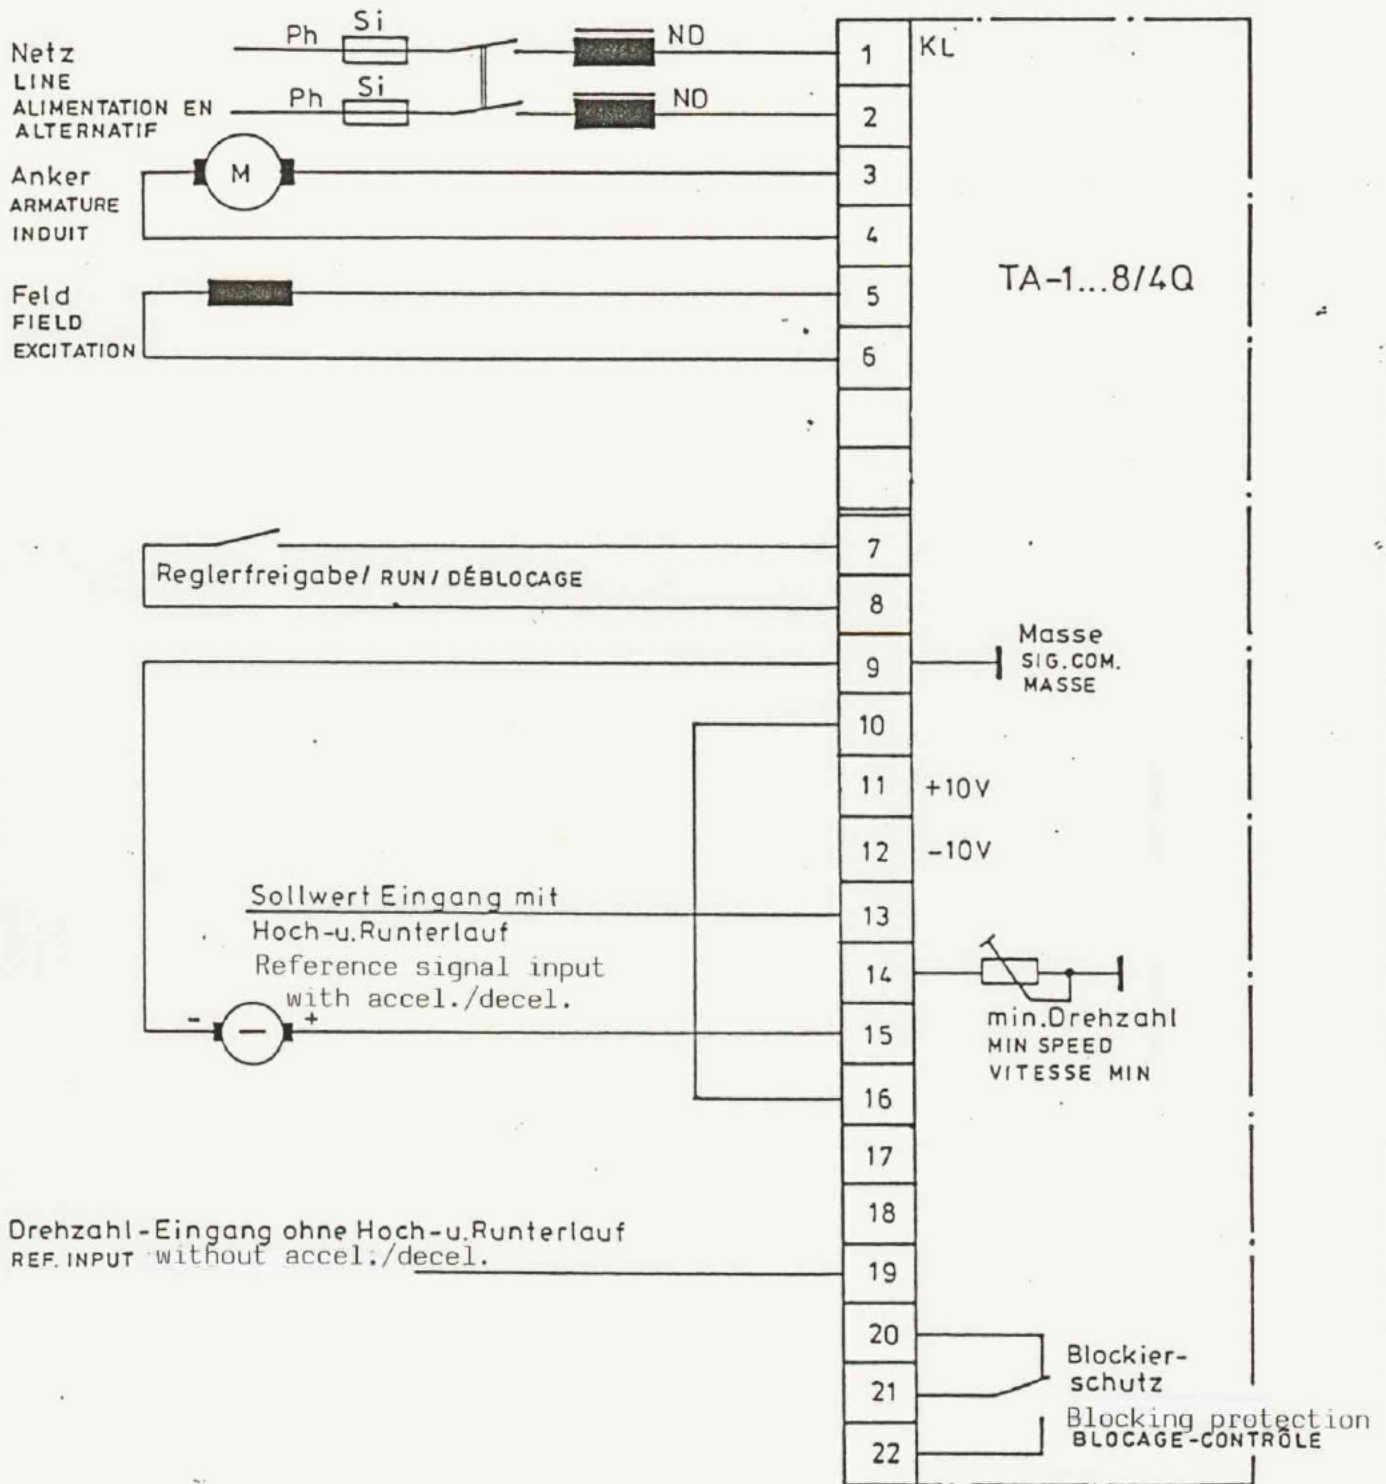 Netz
LINE
ALIMENTATION EN
ALTERNATIF
Ph
Si
ND
Ph
Si
ND
1
KL
2
Anker
ARMATURE
INDUIT
M
3
4
TA-1...8/4Q
Feld
FIELD
EXCITATION
5
6
7
Reglerfreigabe/ RUN / DÉBLOCAGE
8
9
Masse
SIG.COM.
MASSE
10
11
+10V
12
-10V
Sollwert Eingang mit
Hoch-u.Runterlauf
Reference signal input
with accel./decel.
13
14
min.Drehzahl
MIN SPEED
VITESSE MIN
-
+
15
16
17
18
Drehzahl-Eingang ohne Hoch-u.Runterlauf
REF. INPUT without accel./decel.
19
20
21
22
Blockier-
schutz
Blocking protection
BLOCAGE-CONTRÔLE